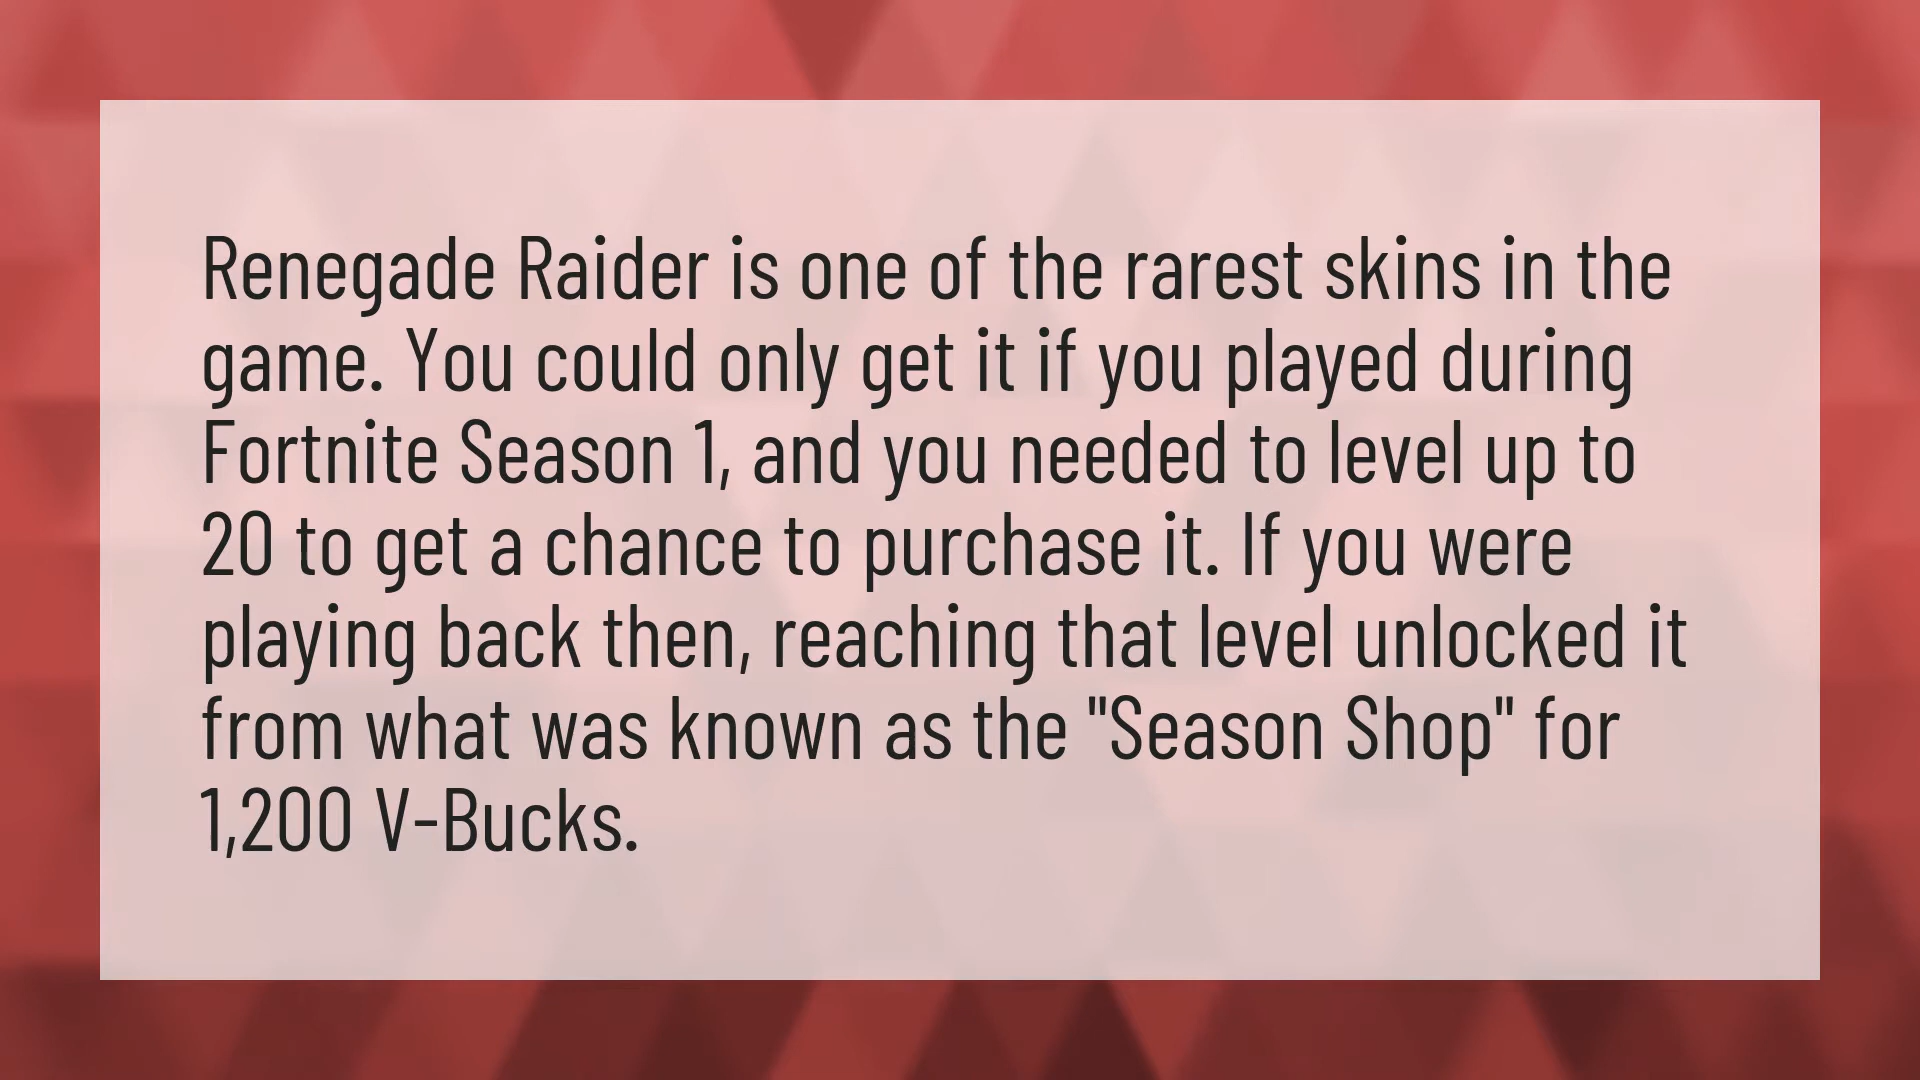 Renegade Raider is one of the rarest skins in the
game. You could only get it if you played during
Fortnite Season 1, and you needed to level up to
20 to get a chance to purchase it. If you were
playing back then, reaching that level unlocked it
from what was known as the "Season Shop" for
1,200 V-Bucks.